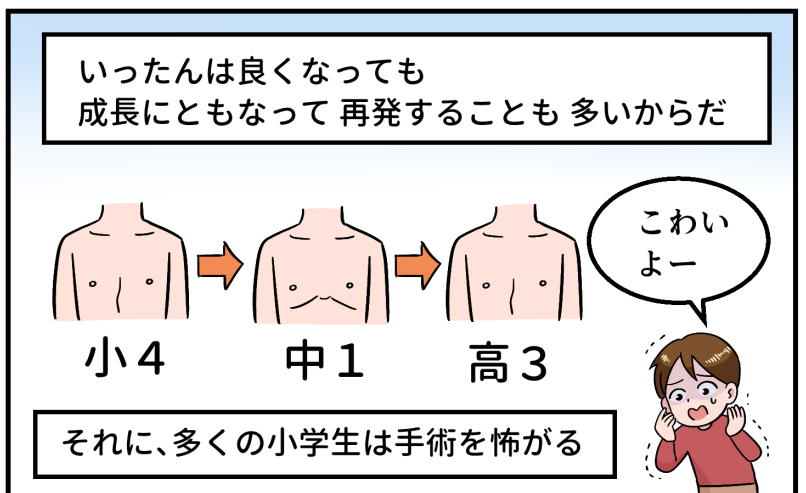 いったんは良くなっても
成長にともなって 再発することも 多いからだ
こわい
よー
小４
中１
高３
それに、多くの小学生は手術を怖がる